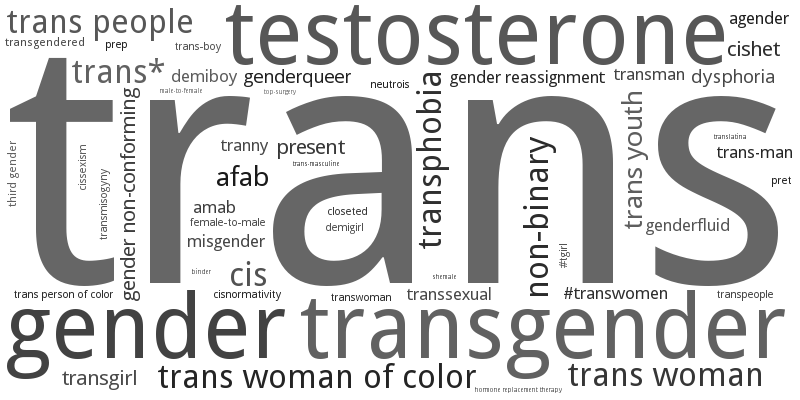 trans people
testosterone
agender
transgendered
prep
trans-boy
cishet
trans*
demiboy
genderqueer
neutrois
gender reassignment
transman
dysphoria
male-to-female
top-surgery
trans
third gender
cissexism
transmisogyny
gender non-conforming
tranny
present
trans-masculine
afab
transphobia
non-binary
trans youth
translatina
trans-man
pret
amab
female-to-male
misgender
closeted
demigirl
genderfluid
#tgirl
binder
cis
shemale
trans person of color
cisnormativity
transwoman
transsexual
#transwomen
transpeople
gender
transgender
transgirl
trans woman of color
hormone replacement therapy
trans woman